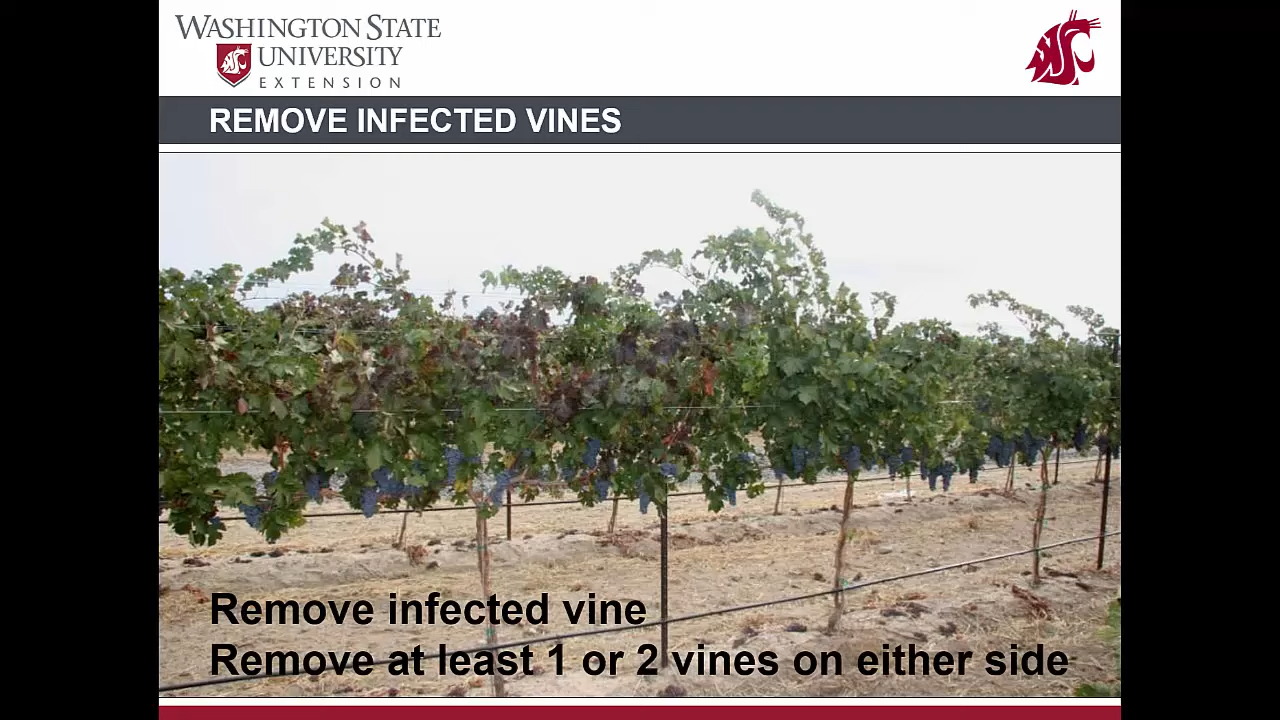 WASHINGTON STATE
UNIVERSITY
EXTENSION
REMOVE INFECTED VINES
Remove infected vine
Remove at least 1 or 2 vines on either side